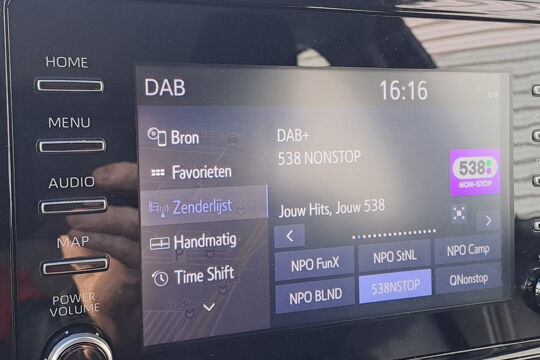 HOME
MENU
AUDIO
MAP
POWER
VOLUME
DAB
16:16
Bron
Favorieten
Zenderlijst
Handmatig
Time Shift
DAB+
538 NONSTOP
538
NON-STOP
Jouw Hits, Jouw 538
NPO FunX
NPO StNL
NPO Camp
NPO BLND
538NSTOP
QNonstop